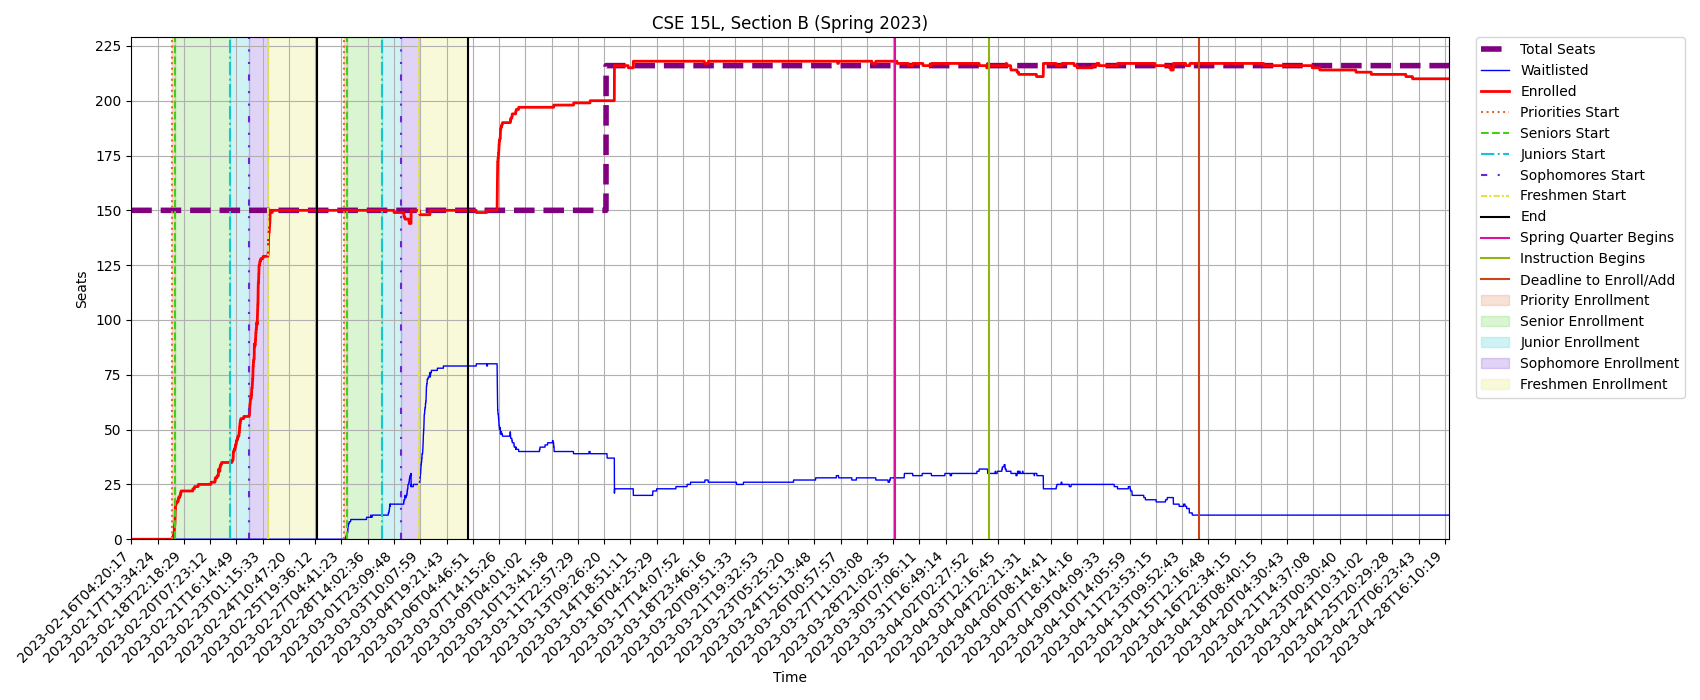 CSE 15L, Section B (Spring 2023)
225
200
175
150
125
100
75
50
25
0
Seats
2023-02-16T04:20:17
2023-02-17T13:34:24
2023-02-18T22:18:29
2023-02-20T07:23:12
2023-02-21T16:14:49
2023-02-23T01:15:33
2023-02-24T10:47:20
2023-02-25T19:36:12
2023-02-27T04:41:23
2023-02-28T14:02:36
2023-03-01T23:09:48
2023-03-03T10:07:59
2023-03-04T19:21:43
2023-03-06T04:46:51
2023-03-07T14:15:26
2023-03-09T04:01:02
2023-03-10T13:41:58
2023-03-11T22:57:29
2023-03-13T09:26:20
2023-03-14T18:51:11
2023-03-16T04:25:29
2023-03-17T14:07:52
2023-03-18T23:46:16
2023-03-20T09:51:33
2023-03-21T19:32:53
2023-03-23T05:25:20
2023-03-24T15:13:48
2023-03-26T00:57:57
2023-03-27T11:03:08
2023-03-28T21:02:35
2023-03-30T07:06:11
2023-03-31T16:49:14
2023-04-02T02:27:52
2023-04-03T12:16:45
2023-04-04T22:21:31
2023-04-06T08:14:41
2023-04-07T18:14:16
2023-04-09T04:09:33
2023-04-10T14:05:59
2023-04-11T23:53:15
2023-04-13T09:52:43
2023-04-15T12:16:48
2023-04-16T22:34:15
2023-04-18T08:40:15
2023-04-20T04:30:43
2023-04-21T14:37:08
2023-04-23T00:30:40
2023-04-24T10:31:02
2023-04-25T20:29:28
2023-04-27T06:23:43
2023-04-28T16:10:19
Time
Total Seats
Waitlisted
Enrolled
Priorities Start
Seniors Start
Juniors Start
Sophomores Start
Freshmen Start
End
Spring Quarter Begins
Instruction Begins
Deadline to Enroll/Add
Priority Enrollment
Senior Enrollment
Junior Enrollment
Sophomore Enrollment
Freshmen Enrollment